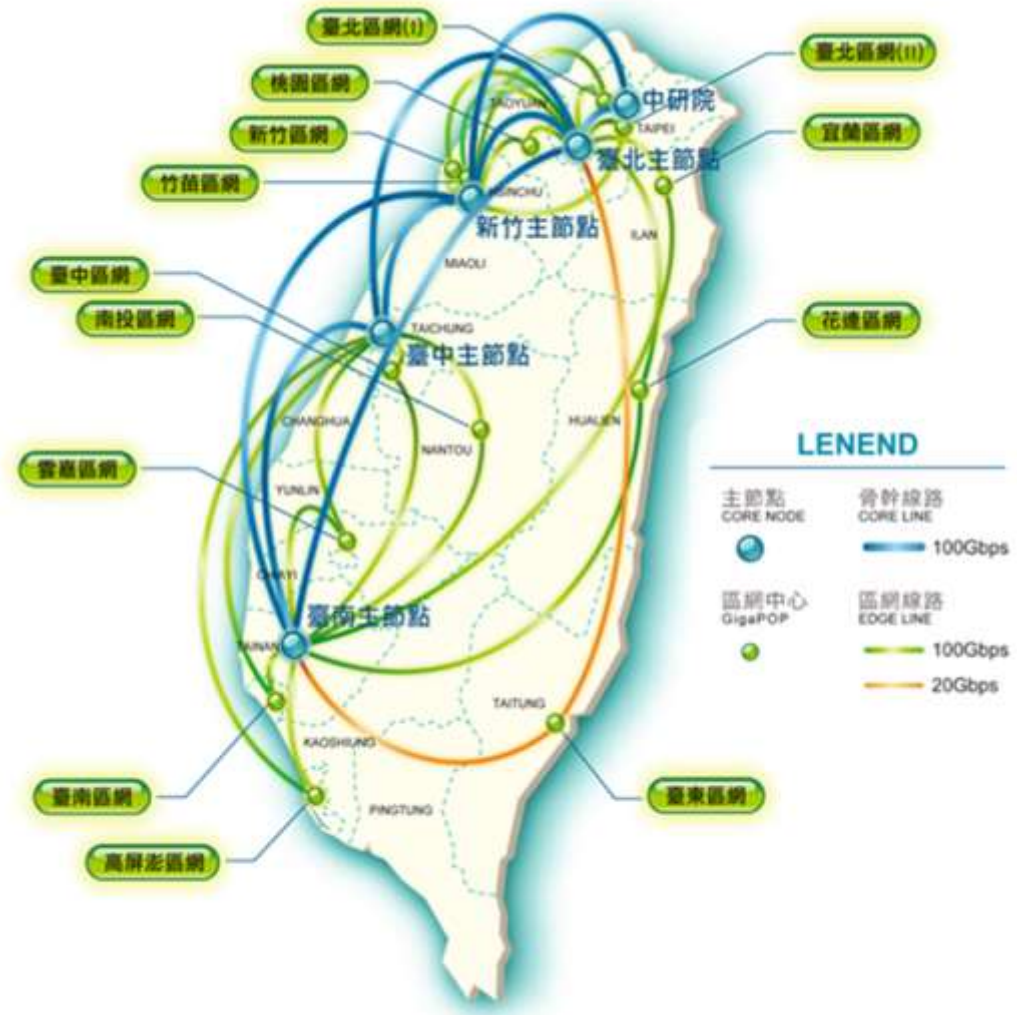 臺北區網(I)
臺北區網(II)
桃園區網
TAOYUAN
中研院
新竹區網
TAIPEI
宜蘭區網
臺北主節點
竹苗區網
HSINCHU
新竹主節點
ILAN
MIAOLI
臺中區網
南投區網
TAICHUNG
花連區網
臺中主節點
CHANGHUA
HUALIEN
NANTOU
LENEND
雲嘉區網
YUNLIN
主節點
CORE NODE
骨幹線路
CORE LINE
100Gbps
CHIAYI
區網中心
GigaPOP
區網線路
EDGE LINE
臺南主節點
TAINAN
100Gbps
20Gbps
TAITUNG
KAOSHIUNG
臺南區網
臺東區網
PINGTUNG
高屏澎區網